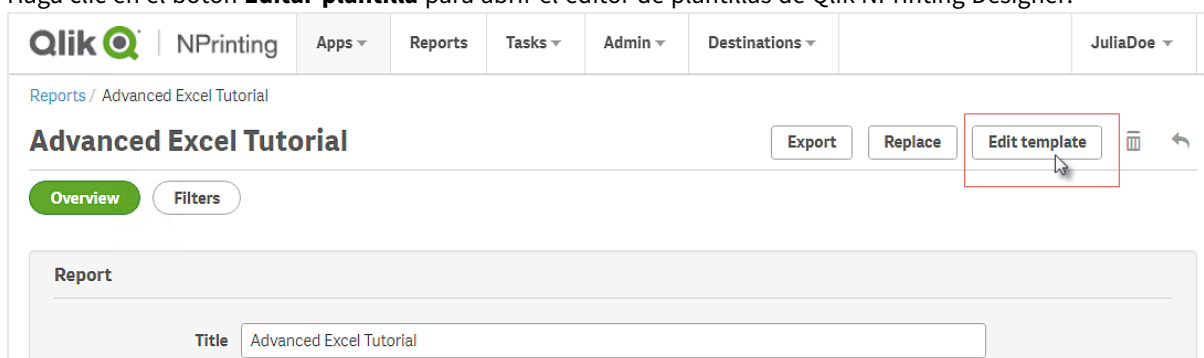 Haga clic en el botón Editar plantilla para abrir el editor de plantillas de Qlik NPrinting Designer.
Qlik NPrinting Apps Reports Tasks Admin Destinations JuliaDoe
Reports / Advanced Excel Tutorial
Advanced Excel Tutorial Export Replace Edit template
Overview Filters
Report
Title Advanced Excel Tutorial